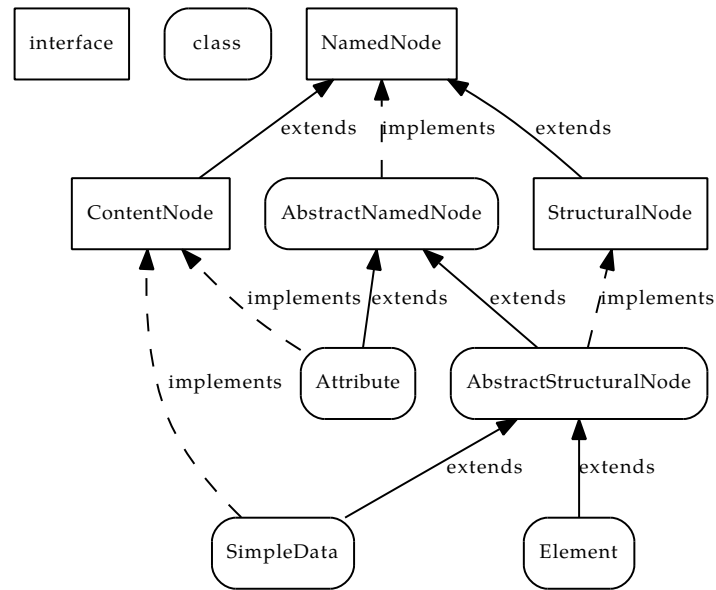 interface
class
NamedNode
extends
implements
extends
ContentNode
AbstractNamedNode
StructuralNode
implements
extends
extends
implements
implements
Attribute
AbstractStructuralNode
extends
extends
SimpleData
Element